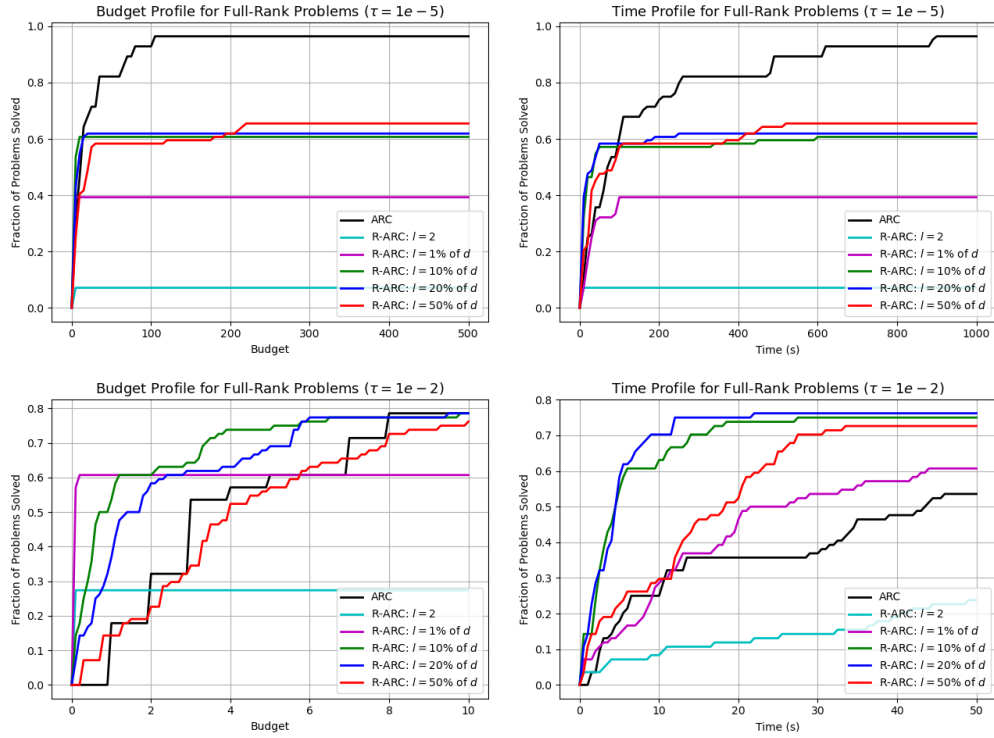 Budget Profile for Full-Rank Problems (τ = 1e − 5)
Fraction of Problems Solved
1.0
0.8
0.6
0.4
0.2
0.0
ARC
R-ARC: l = 2
R-ARC: l = 1% of d
R-ARC: l = 10% of d
R-ARC: l = 20% of d
R-ARC: l = 50% of d
0 100 200 300 400 500
Budget
Time Profile for Full-Rank Problems (τ = 1e − 5)
Fraction of Problems Solved
1.0
0.8
0.6
0.4
0.2
0.0
ARC
R-ARC: l = 2
R-ARC: l = 1% of d
R-ARC: l = 10% of d
R-ARC: l = 20% of d
R-ARC: l = 50% of d
0 200 400 600 800 1000
Time (s)
Budget Profile for Full-Rank Problems (τ = 1e − 2)
Fraction of Problems Solved
0.8
0.7
0.6
0.5
0.4
0.3
0.2
0.1
0.0
ARC
R-ARC: l = 2
R-ARC: l = 1% of d
R-ARC: l = 10% of d
R-ARC: l = 20% of d
R-ARC: l = 50% of d
0 2 4 6 8 10
Budget
Time Profile for Full-Rank Problems (τ = 1e − 2)
Fraction of Problems Solved
0.8
0.7
0.6
0.5
0.4
0.3
0.2
0.1
0.0
ARC
R-ARC: l = 2
R-ARC: l = 1% of d
R-ARC: l = 10% of d
R-ARC: l = 20% of d
R-ARC: l = 50% of d
0 10 20 30 40 50
Time (s)